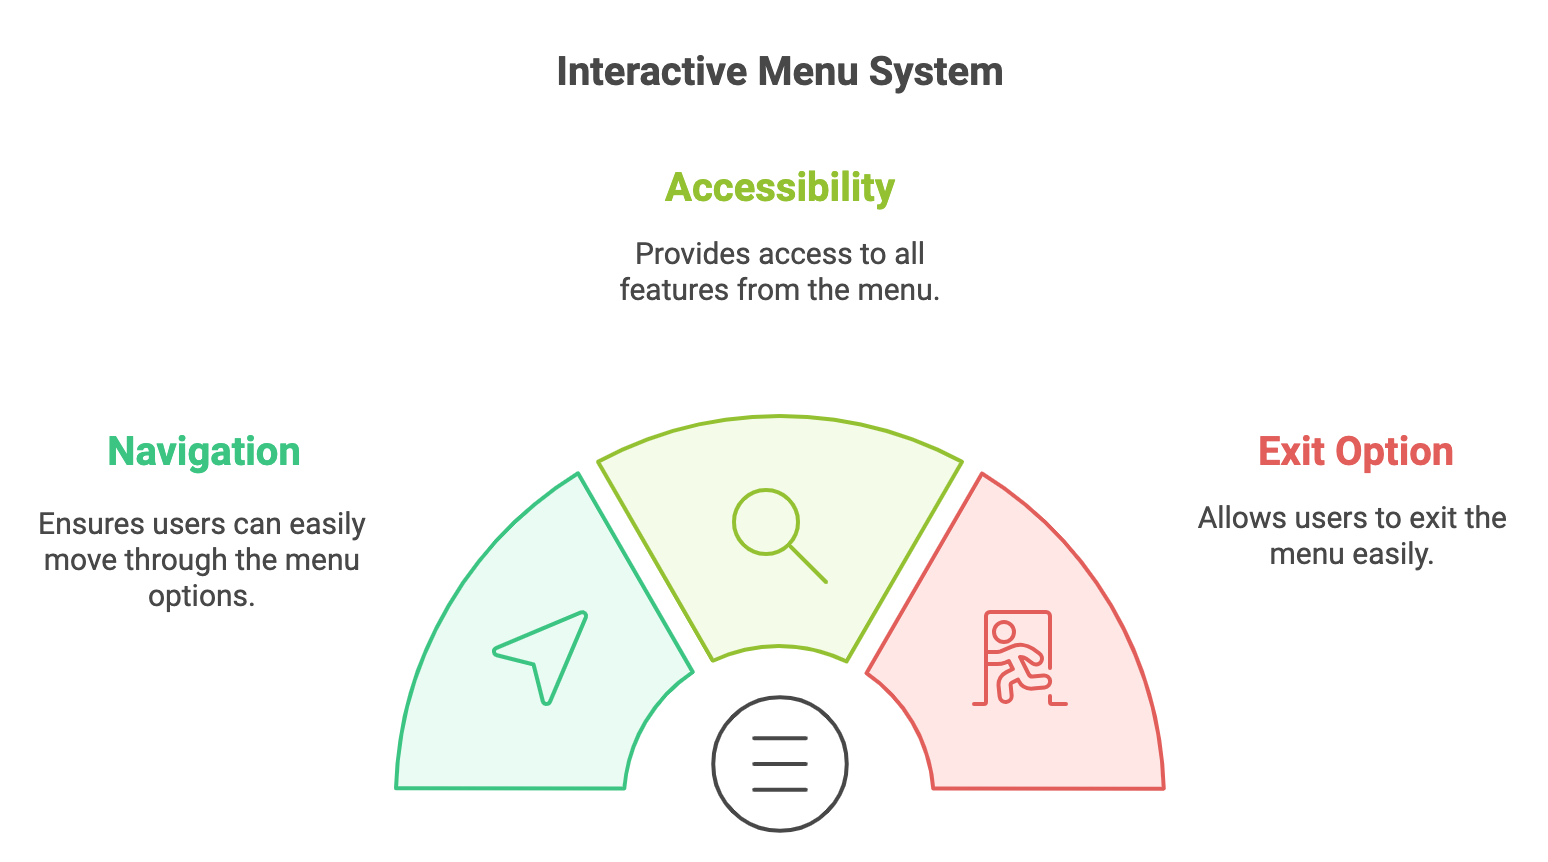 Interactive Menu System
Accessibility
Provides access to all
features from the menu.
Navigation
Ensures users can easily
move through the menu
options.
Exit Option
Allows users to exit the
menu easily.